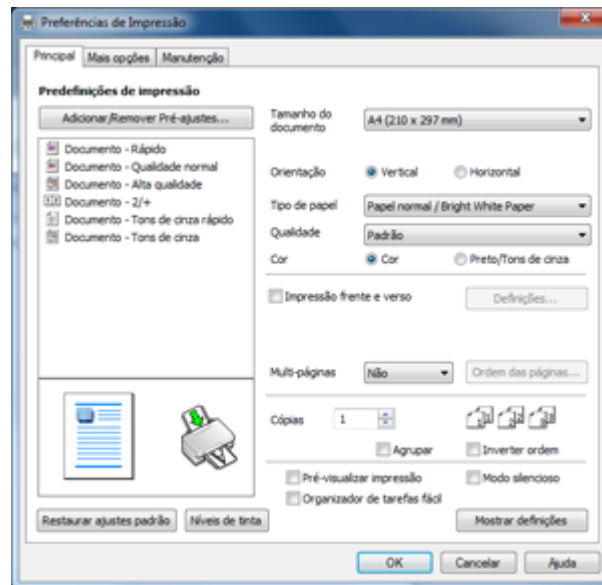 Preferências de Impressão
Principal Mais opções Manutenção
Predefinições de impressão
Adicionar/Remover Pré-ajustes...
Documento - Rápido
Documento - Qualidade normal
Documento - Alta qualidade
Documento - 2/+
Documento - Tons de cinza rápido
Documento - Tons de cinza
Tamanho do documento
A4 (210 x 297 mm)
Orientação
Vertical
Horizontal
Tipo de papel
Papel normal / Bright White Paper
Qualidade
Padrão
Cor
Cor
Preto/Tons de cinza
Impressão frente e verso
Definições...
Multi-páginas
Não
Ordem das páginas...
Cópias
1
Agrupar
Inverter ordem
Pré-visualizar impressão
Modo silencioso
Organizador de tarefas fácil
Restaurar ajustes padrão
Níveis de tinta
Mostrar definições
OK
Cancelar
Ajuda